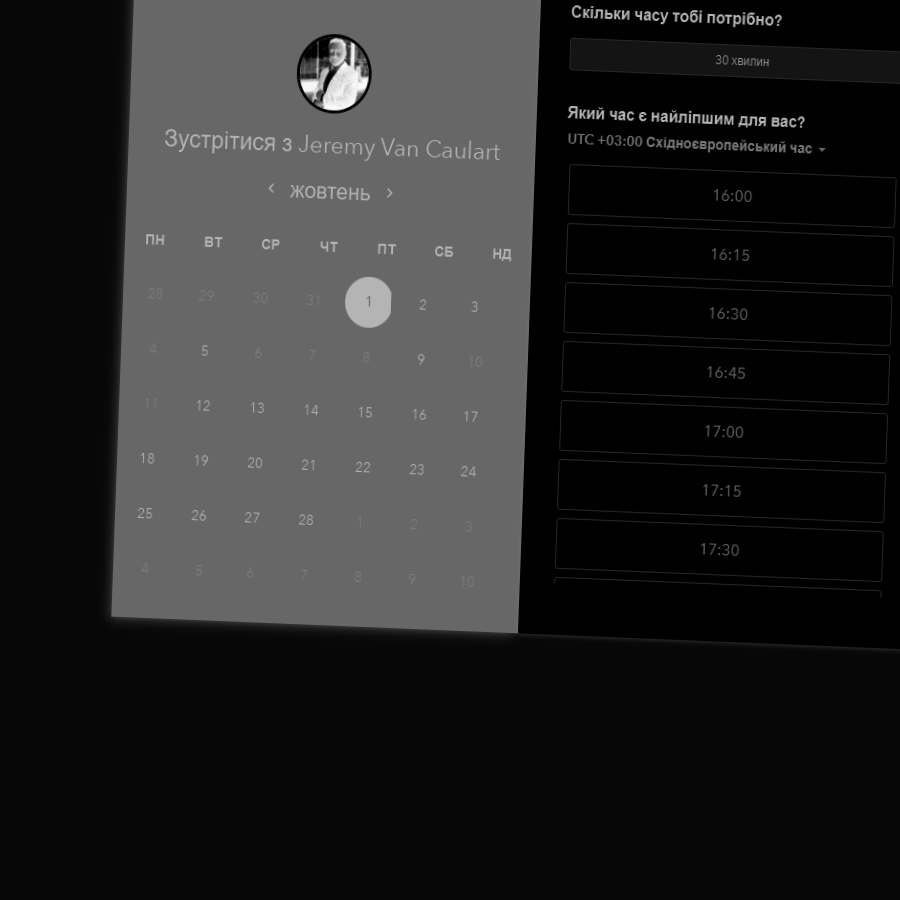 Зустрітися з Jeremy Van Caulart
‹ жовтень ›
ПН ВТ СР ЧТ ПТ СБ НД
28 29 30 31 1 2 3
4 5 6 7 8 9 10
11 12 13 14 15 16 17
18 19 20 21 22 23 24
25 26 27 28 1 2 3
4 5 6 7 8 9 10
Скільки часу тобі потрібно?
30 хвилин
Який час є найліпшим для вас?
UTC +03:00 Східноєвропейський час
16:00
16:15
16:30
16:45
17:00
17:15
17:30